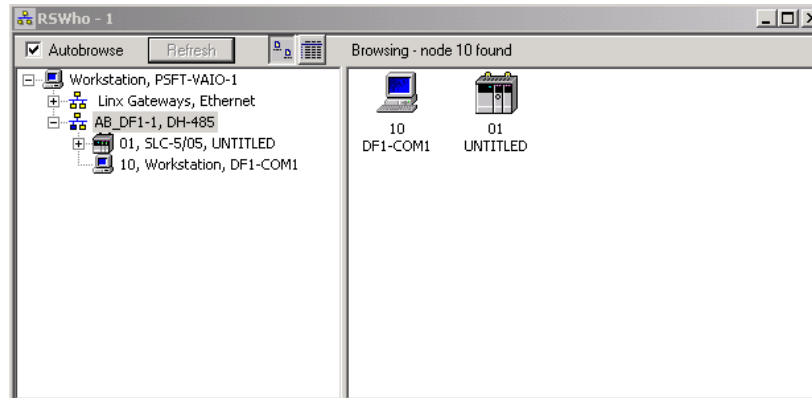 RSWho - 1
Autobrowse
Refresh
Browsing - node 10 found
Workstation, PSFT-VAIO-1
Linx Gateways, Ethernet
AB_DF1-1, DH-485
01, SLC-5/05, UNTITLED
10, Workstation, DF1-COM1
10
DF1-COM1
01
UNTITLED